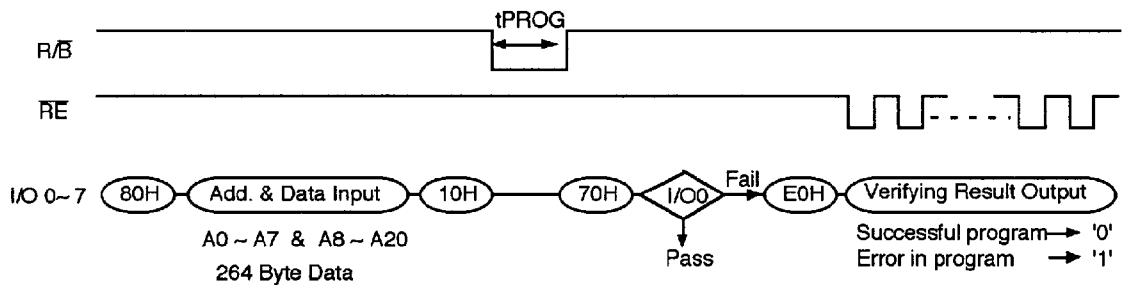 tPROG
R/B̅
R̅E̅
I/O 0~7 80H Add. & Data Input 10H 70H I/O0 Fail E0H Verifying Result Output
A0 ~ A7 & A8 ~ A20
264 Byte Data
Pass
Successful program → '0'
Error in program → '1'